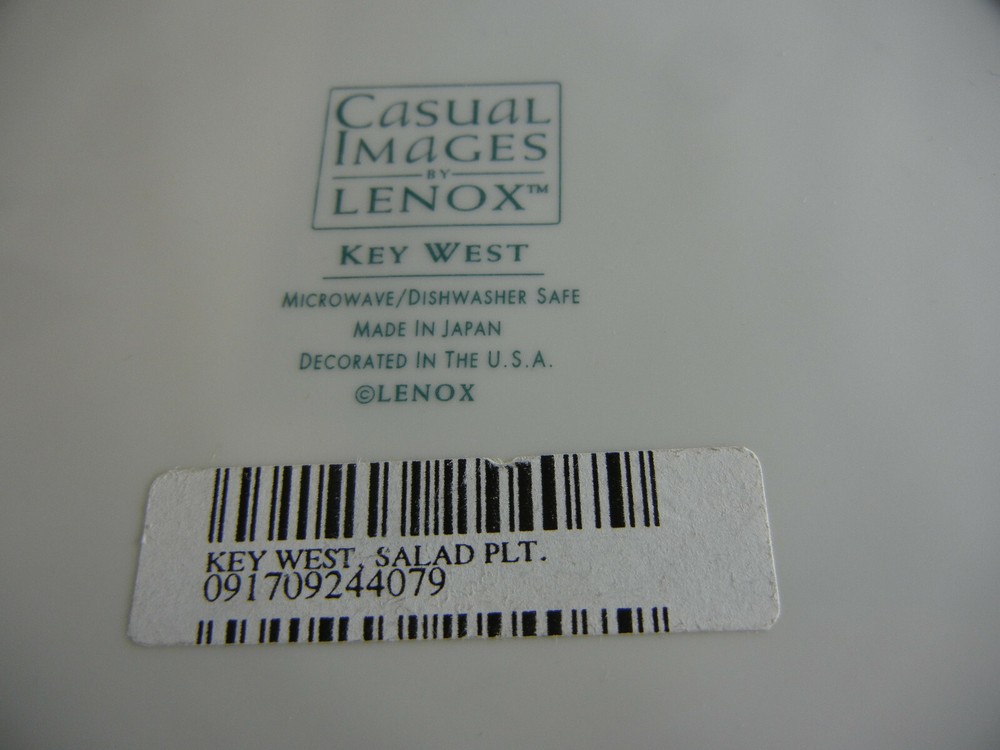 Casual
Images
BY
LENOX™
KEY WEST
MICROWAVE/DISHWASHER SAFE
MADE IN JAPAN
DECORATED IN THE U.S.A.
©LENOX
KEY WEST, SALAD PLT.
091709244079